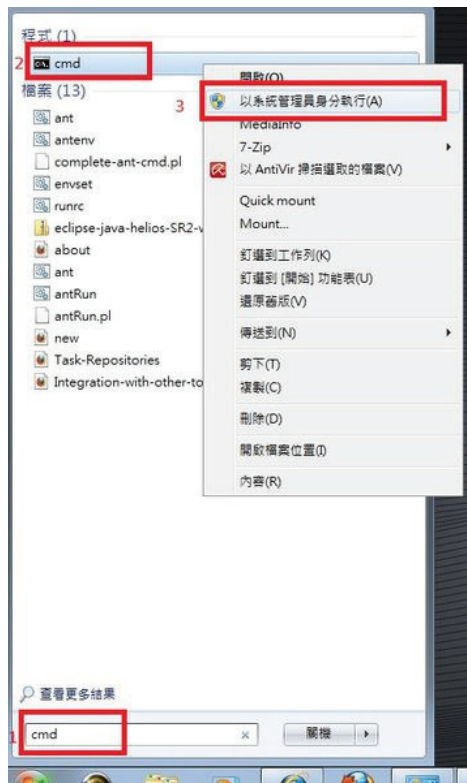 程式 (1)
2
cmd
檔案 (13)
3
ant
antenv
complete-ant-cmd.pl
envset
runrc
eclipse-java-helios-SR2-v
about
ant
antRun
antRun.pl
new
Task-Repositories
Integration-with-other-to
開啟(O)
以系統管理員身分執行(A)
MediaInfo
7-Zip
以 AntiVir 掃描選取的檔案(V)
Quick mount
Mount...
釘選到工作列(K)
釘選到 [開始] 功能表(U)
還原舊版(V)
傳送到(N)
剪下(T)
複製(C)
刪除(D)
開啟檔案位置(I)
內容(R)
查看更多結果
1
cmd
關機